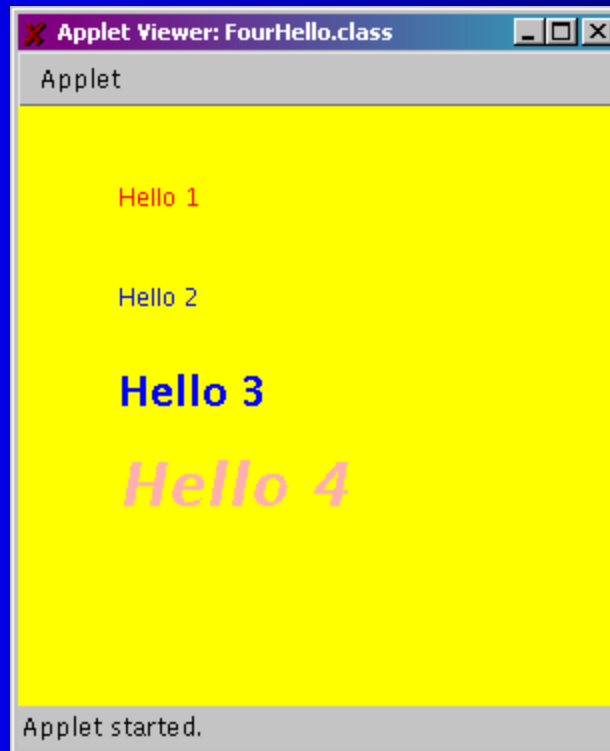 Applet Viewer: FourHello.class
Applet
Hello 1
Hello 2
Hello 3
Hello 4
Applet started.